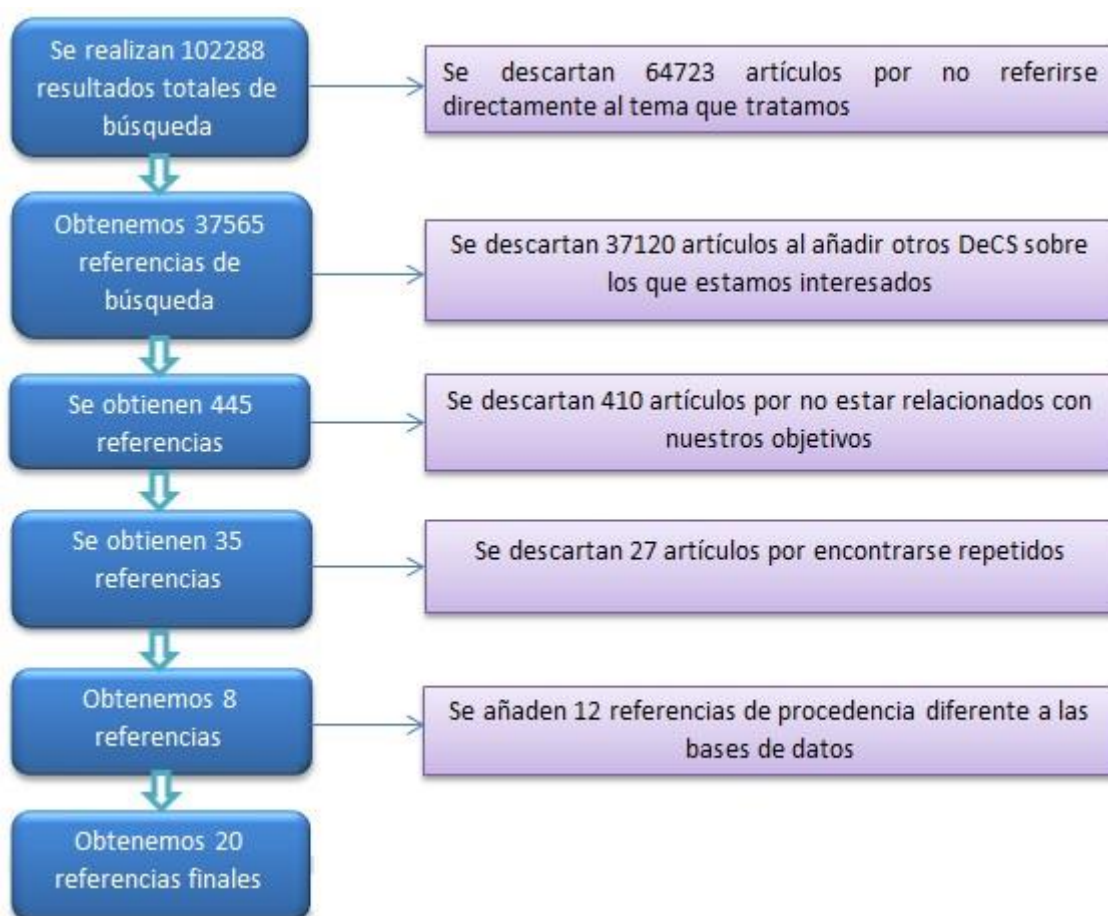 Se realizan 102288
resultados totales de
búsqueda
Se descartan 64723 artículos por no referirse
directamente al tema que tratamos
Obtenemos 37565
referencias de
búsqueda
Se descartan 37120 artículos al añadir otros DeCS sobre
los que estamos interesados
Se obtienen 445
referencias
Se descartan 410 artículos por no estar relacionados con
nuestros objetivos
Se obtienen 35
referencias
Se descartan 27 artículos por encontrarse repetidos
Obtenemos 8
referencias
Se añaden 12 referencias de procedencia diferente a las
bases de datos
Obtenemos 20
referencias finales